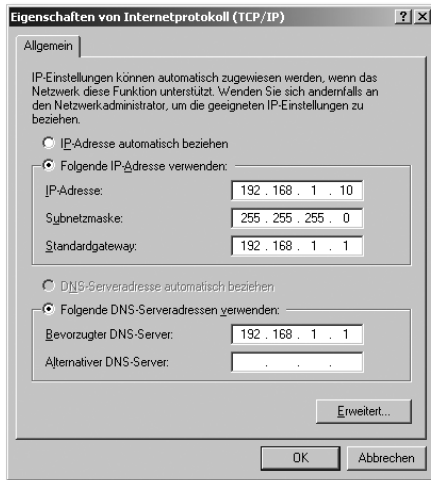 Eigenschaften von Internetprotokoll (TCP/IP)
Allgemein
IP-Einstellungen können automatisch zugewiesen werden, wenn das
Netzwerk diese Funktion unterstützt. Wenden Sie sich andernfalls an
den Netzwerkadministrator, um die geeigneten IP-Einstellungen zu
beziehen.
IP-Adresse automatisch beziehen
Folgende IP-Adresse verwenden:
IP-Adresse: 192 . 168 . 1 . 10
Subnetzmaske: 255 . 255 . 255 . 0
Standardgateway: 192 . 168 . 1 . 1
DNS-Serveradresse automatisch beziehen
Folgende DNS-Serveradressen verwenden:
Bevorzugter DNS-Server: 192 . 168 . 1 . 1
Alternativer DNS-Server: . . .
Erweitert...
OK Abbrechen